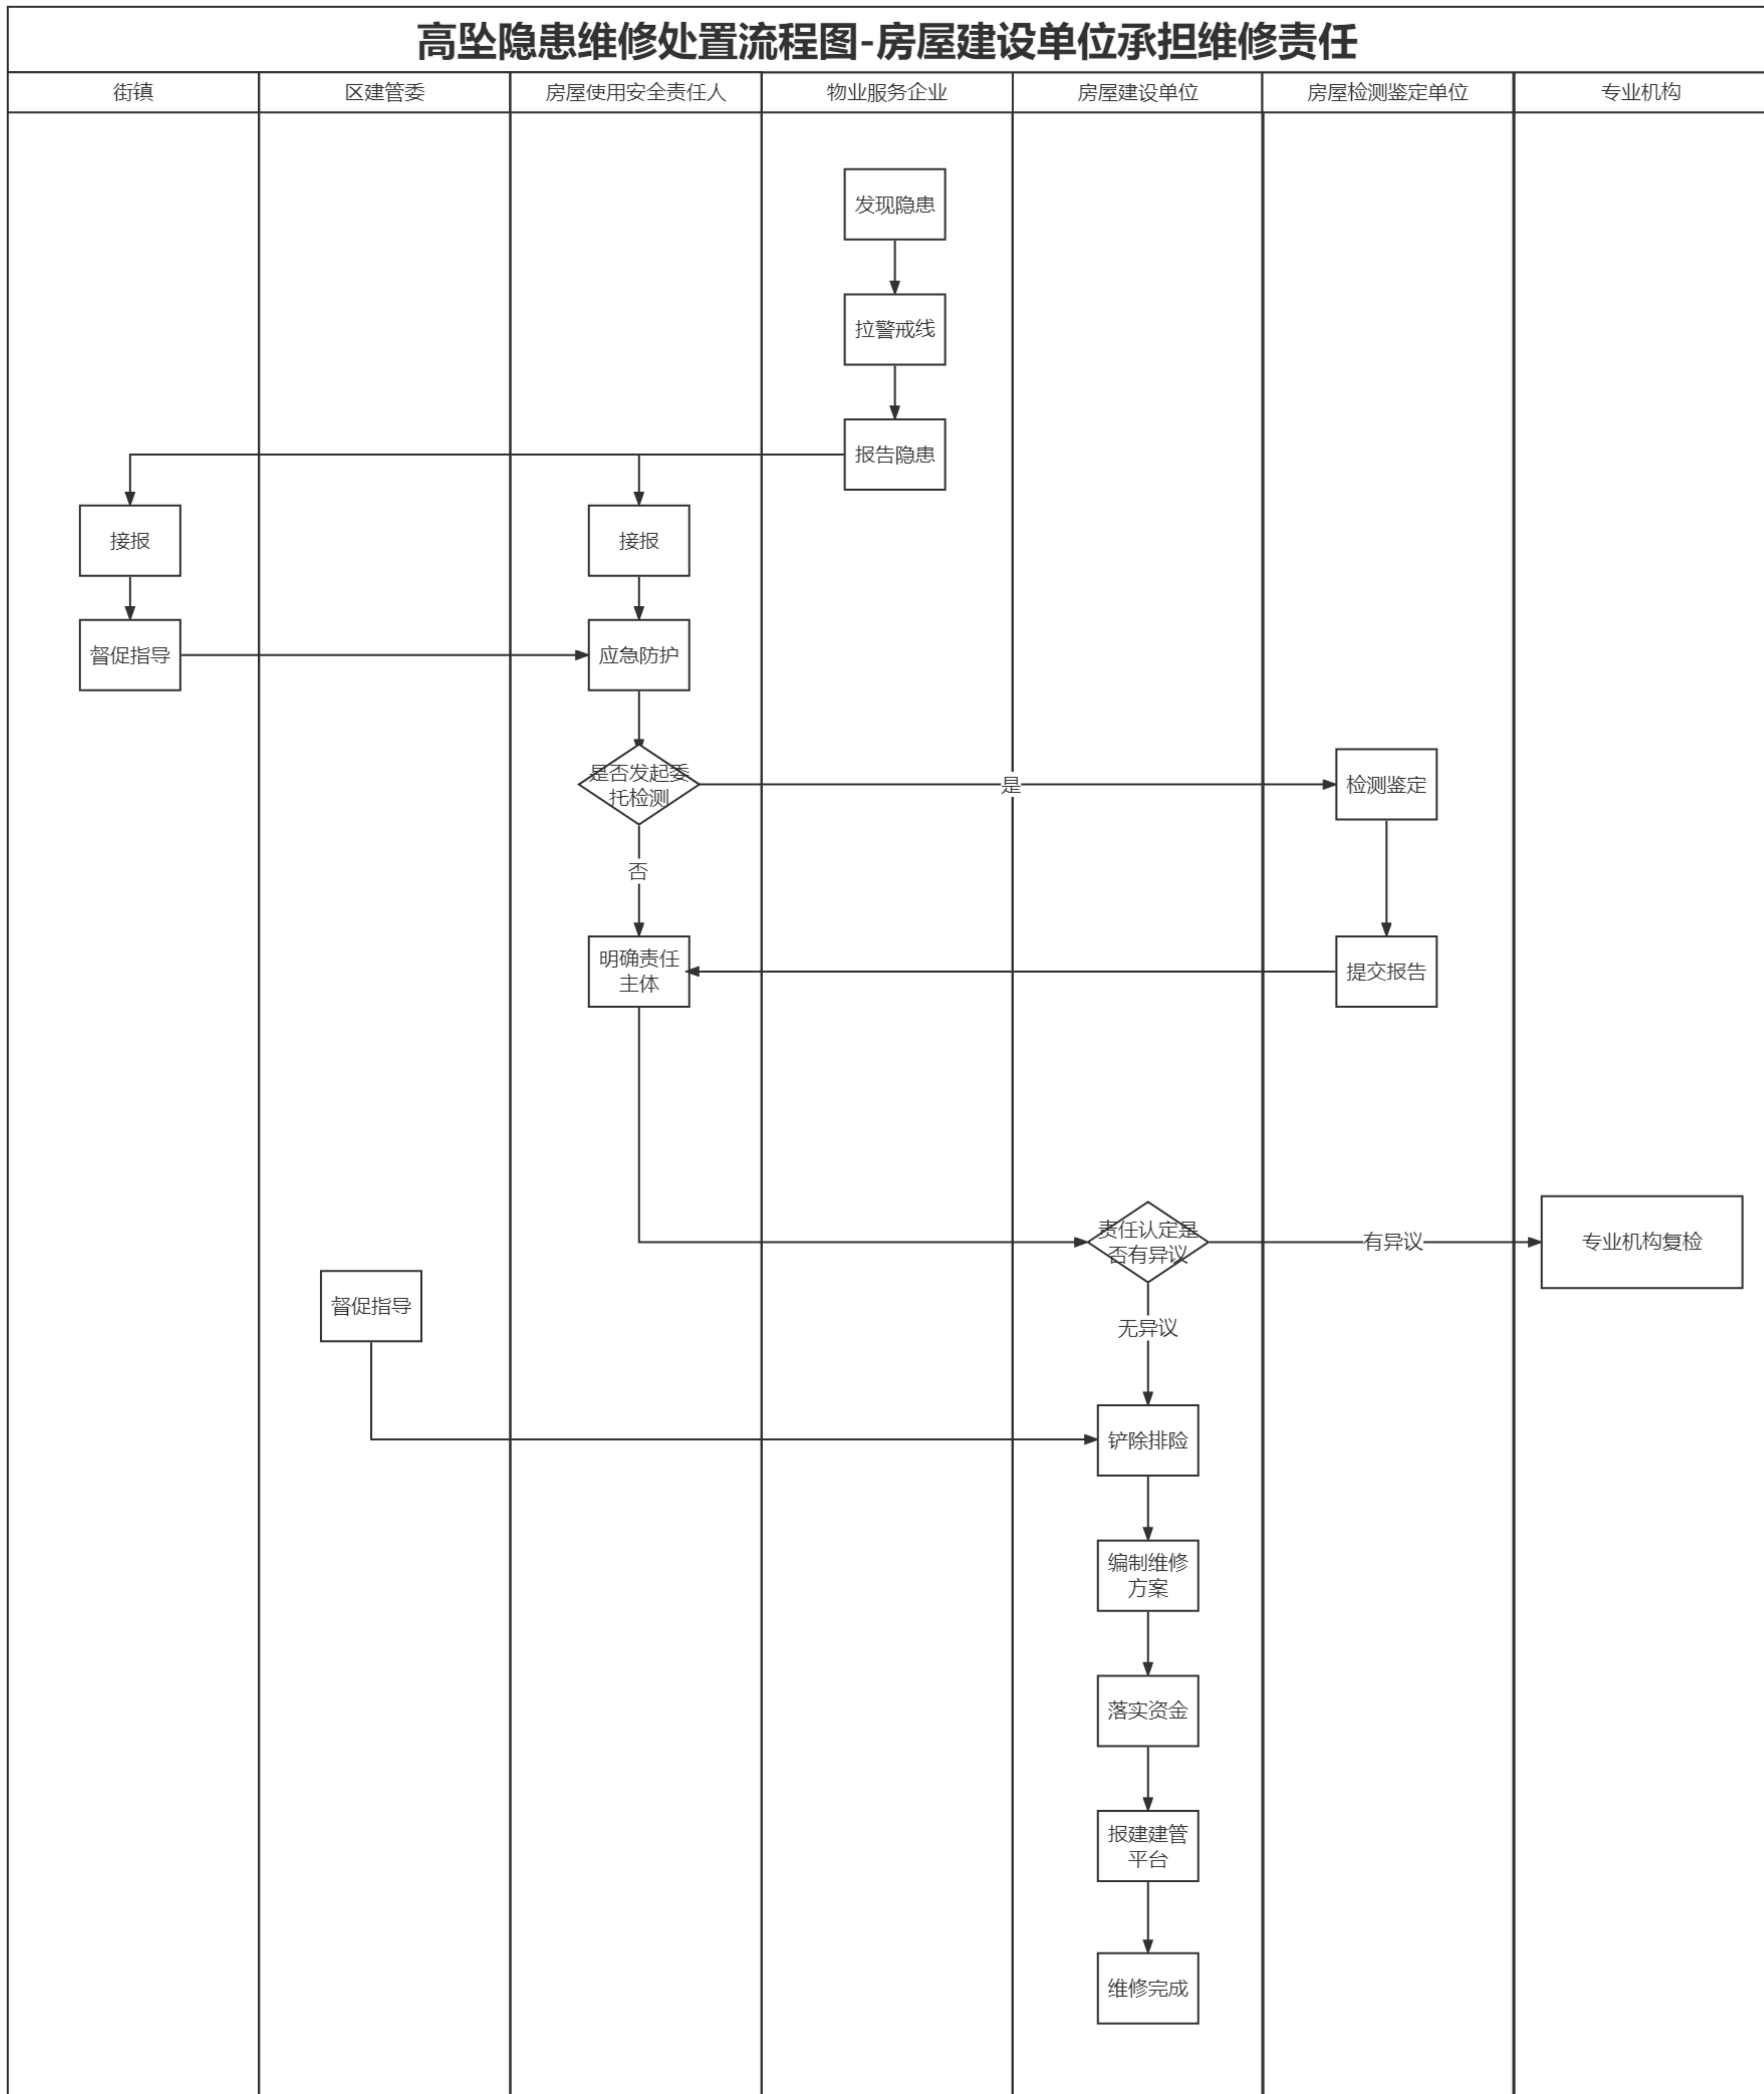 高坠隐患维修处置流程图-房屋建设单位承担维修责任
街镇
区建管委
房屋使用安全责任人
物业服务企业
房屋建设单位
房屋检测鉴定单位
专业机构
发现隐患
拉警戒线
报告隐患
接报
接报
督促指导
应急防护
是否发起委
托检测
是
检测鉴定
否
明确责任
主体
提交报告
责任认定是
否有异议
有异议
专业机构复检
督促指导
无异议
铲除排险
编制维修
方案
落实资金
报建建管
平台
维修完成